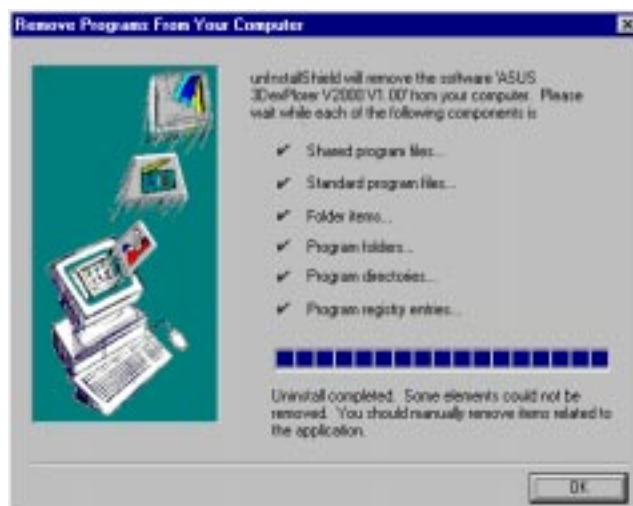 Remove Programs From Your Computer
unInstallShield will remove the software 'ASUS
3DexPlorer V2000 V1.00' from your computer. Please
wait while each of the following components is
✔ Shared program files...
✔ Standard program files...
✔ Folder items...
✔ Program folders...
✔ Program directories...
✔ Program registry entries...
Uninstall completed. Some elements could not be
removed. You should manually remove items related to
the application.
OK